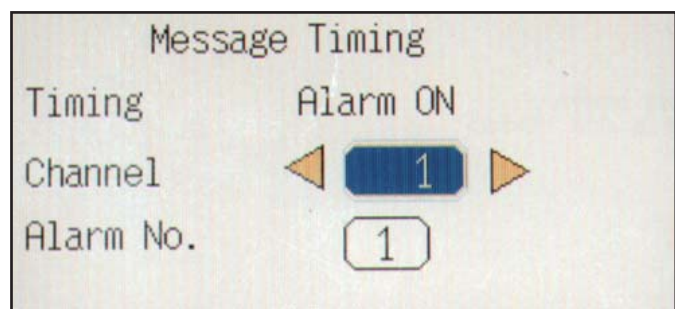 Message Timing
Timing Alarm ON
Channel 1
Alarm No. 1